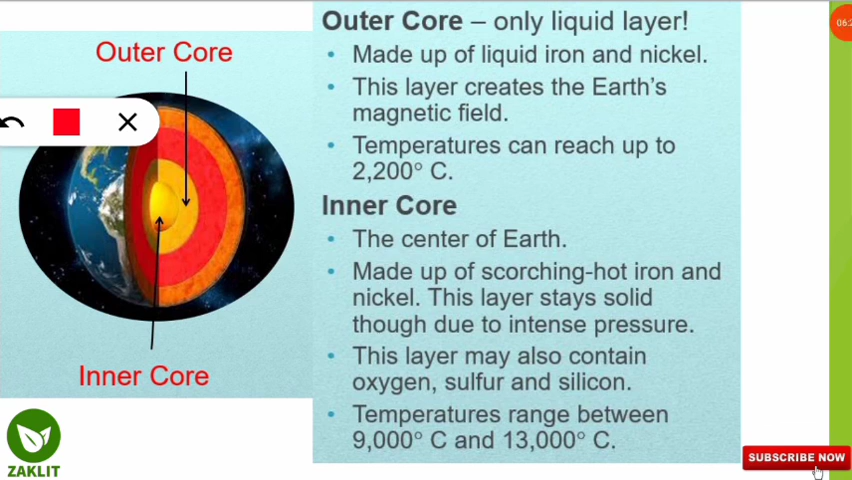 Outer Core
Inner Core
Outer Core – only liquid layer!
• Made up of liquid iron and nickel.
• This layer creates the Earth's
magnetic field.
• Temperatures can reach up to
2,200° C.
Inner Core
• The center of Earth.
• Made up of scorching-hot iron and
nickel. This layer stays solid
though due to intense pressure.
• This layer may also contain
oxygen, sulfur and silicon.
• Temperatures range between
9,000° C and 13,000° C.
ZAKLIT
SUBSCRIBE NOW